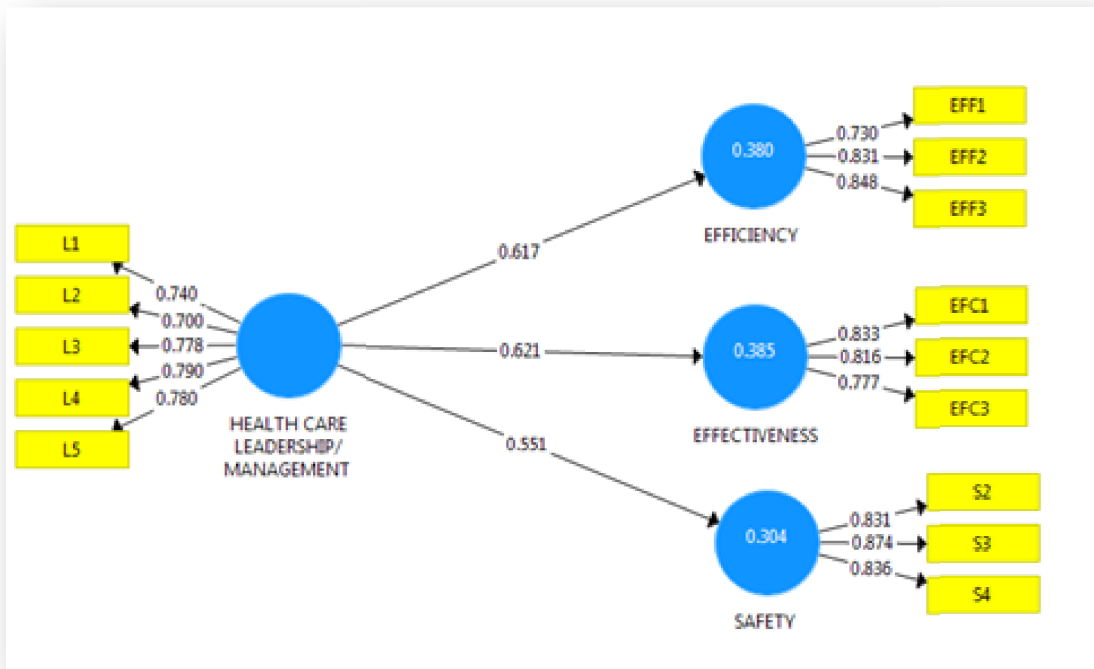 L1
L2
L3
L4
L5
0.740
0.700
0.778
0.790
0.780
HEALTH CARE
LEADERSHIP/
MANAGEMENT
0.617
0.621
0.551
0.380
EFFICIENCY
0.730
0.831
0.848
EFF1
EFF2
EFF3
0.385
EFFECTIVENESS
0.833
0.816
0.777
EFC1
EFC2
EFC3
0.304
SAFETY
0.831
0.874
0.836
S2
S3
S4